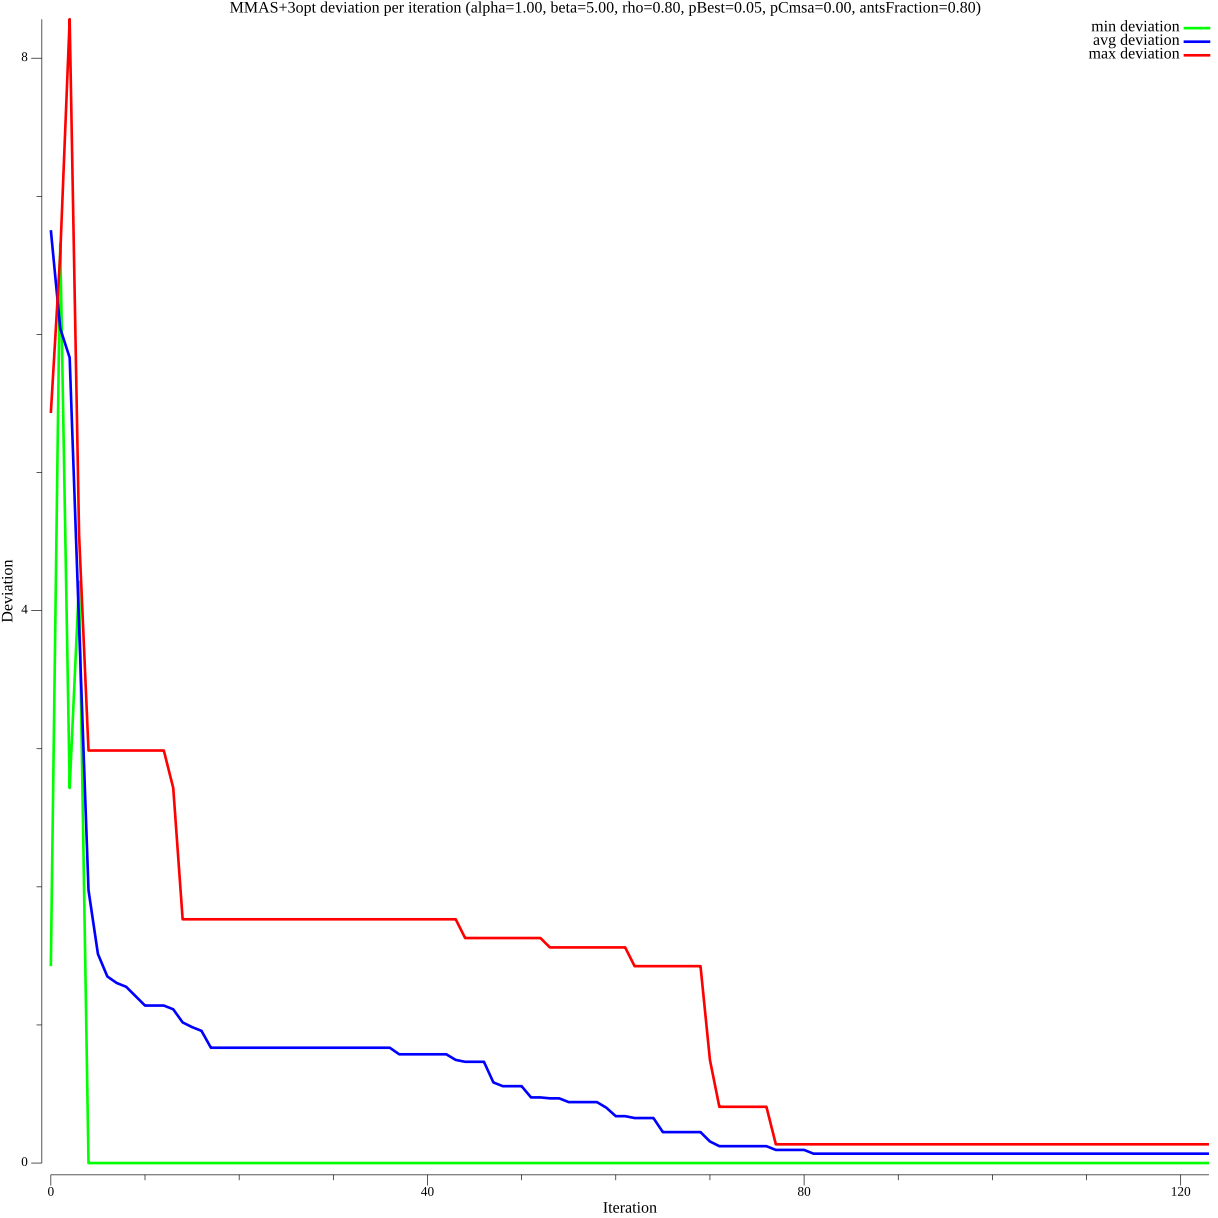 MMAS+3opt deviation per iteration (alpha=1.00, beta=5.00, rho=0.80, pBest=0.05, pCmsa=0.00, antsFraction=0.80)
min deviation
avg deviation
max deviation
8
4
0
Deviation
0 40 80 120
Iteration